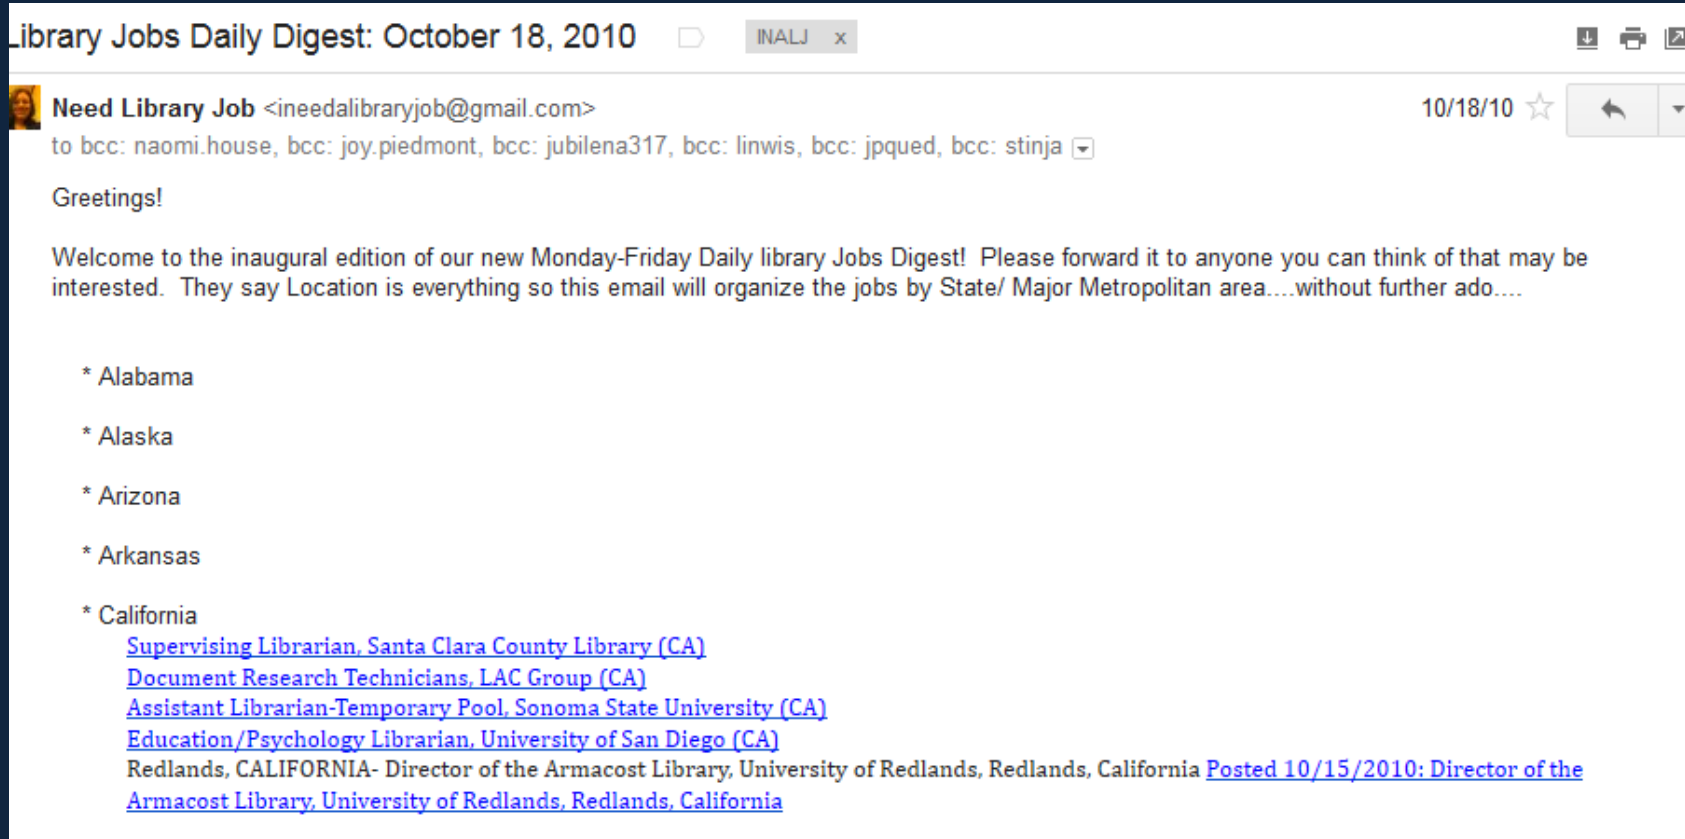 Library Jobs Daily Digest: October 18, 2010 INALJ x
Need Library Job <ineedalibraryjob@gmail.com> 10/18/10
to bcc: naomi.house, bcc: joy.piedmont, bcc: jubilena317, bcc: linwis, bcc: jpqued, bcc: stinja
Greetings!
Welcome to the inaugural edition of our new Monday-Friday Daily library Jobs Digest!  Please forward it to anyone you can think of that may be
interested.  They say Location is everything so this email will organize the jobs by State/ Major Metropolitan area....without further ado....
* Alabama
* Alaska
* Arizona
* Arkansas
* California
Supervising Librarian, Santa Clara County Library (CA)
Document Research Technicians, LAC Group (CA)
Assistant Librarian-Temporary Pool, Sonoma State University (CA)
Education/Psychology Librarian, University of San Diego (CA)
Redlands, CALIFORNIA- Director of the Armacost Library, University of Redlands, Redlands, California Posted 10/15/2010: Director of the
Armacost Library, University of Redlands, Redlands, California